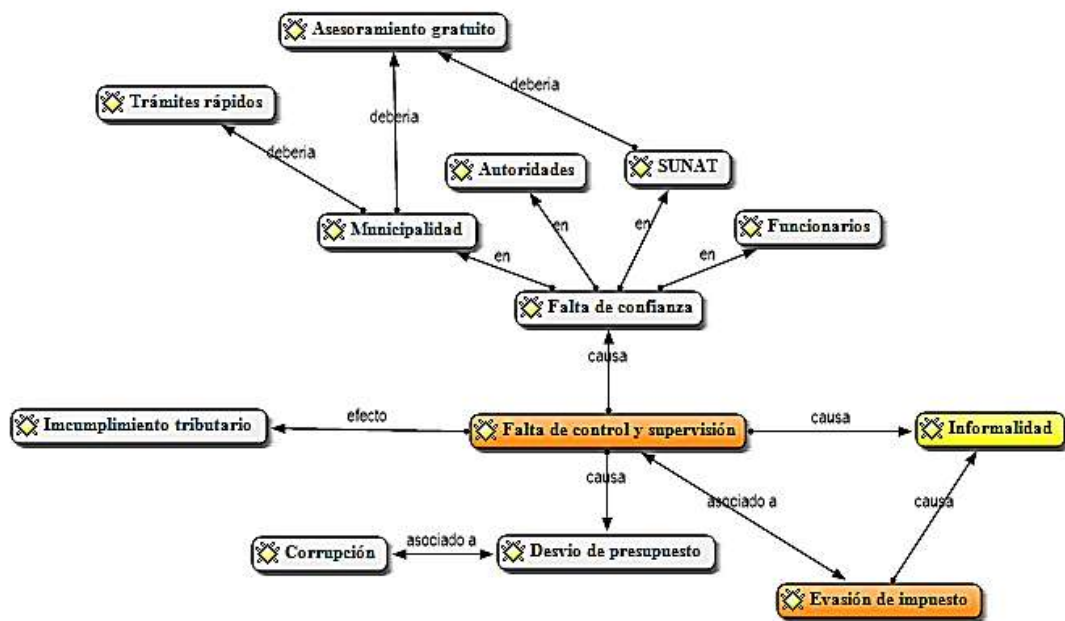 Asesoramiento gratuito
deberia
Trámites rápidos
deberia
deberia
Autoridades
SUNAT
Municipalidad
en
en
Funcionarios
en
en
Falta de confianza
causa
Imcumplimiento tributario
efecto
Falta de control y supervisión
causa
Informalidad
causa
asociado a
causa
Corrupción
asociado a
Desvio de presupuesto
Evasión de impuesto